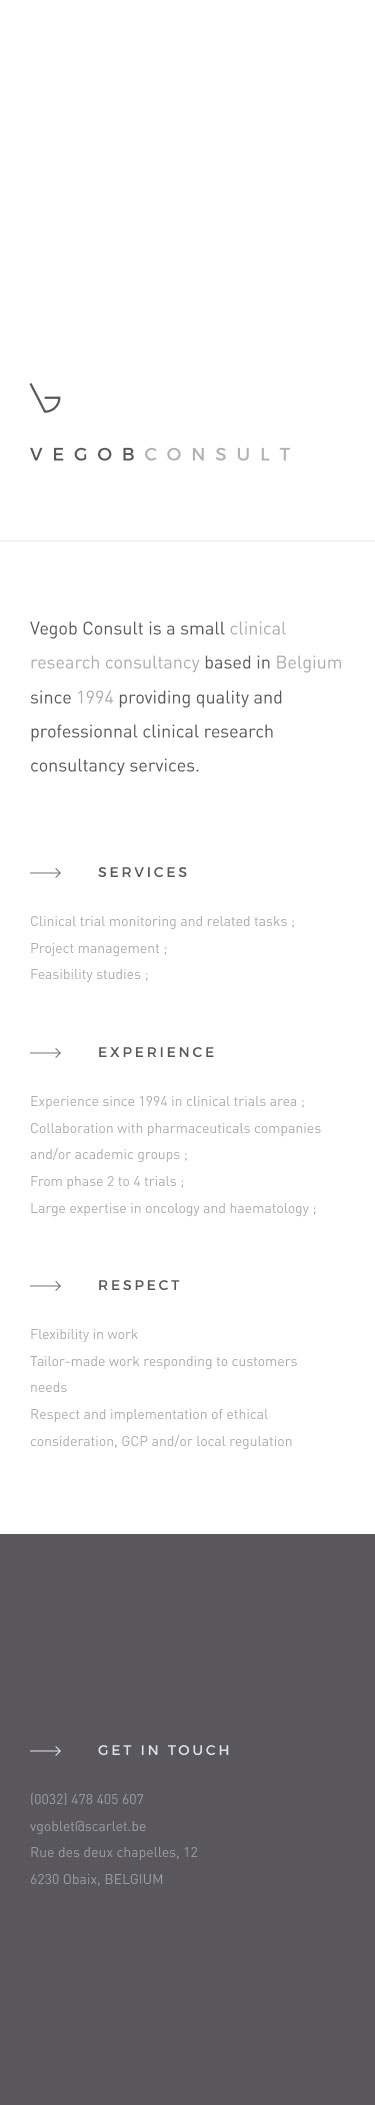 VEGOBCONSULT
Vegob Consult is a small clinical
research consultancy based in Belgium
since 1994 providing quality and
professionnal clinical research
consultancy services.
SERVICES
Clinical trial monitoring and related tasks ;
Project management ;
Feasibility studies ;
EXPERIENCE
Experience since 1994 in clinical trials area ;
Collaboration with pharmaceuticals companies
and/or academic groups ;
From phase 2 to 4 trials ;
Large expertise in oncology and haematology ;
RESPECT
Flexibility in work
Tailor-made work responding to customers
needs
Respect and implementation of ethical
consideration, GCP and/or local regulation
GET IN TOUCH
(0032) 478 405 607
vgoblet@scarlet.be
Rue des deux chapelles, 12
6230 Obaix, BELGIUM